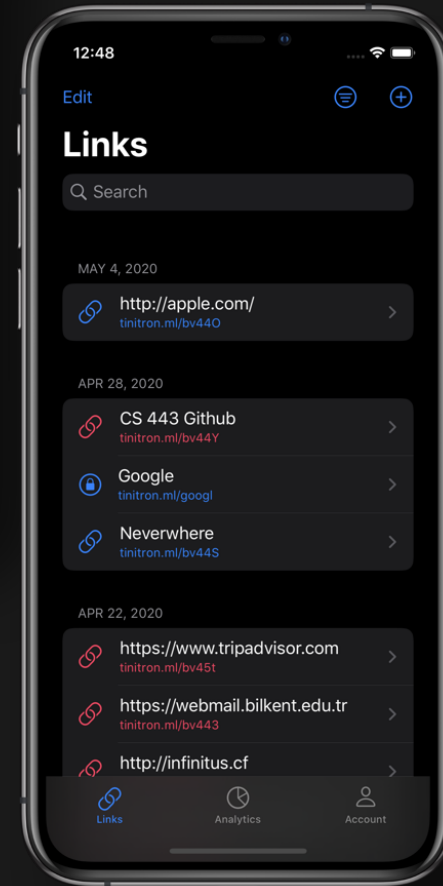 12:48
Edit
Links
Search
MAY 4, 2020
http://apple.com/
tinitron.ml/bv44O
APR 28, 2020
CS 443 Github
tinitron.ml/bv44Y
Google
tinitron.ml/googl
Neverwhere
tinitron.ml/bv44S
APR 22, 2020
https://www.tripadvisor.com
tinitron.ml/bv45t
https://webmail.bilkent.edu.tr
tinitron.ml/bv443
http://infinitus.cf
Links
Analytics
Account